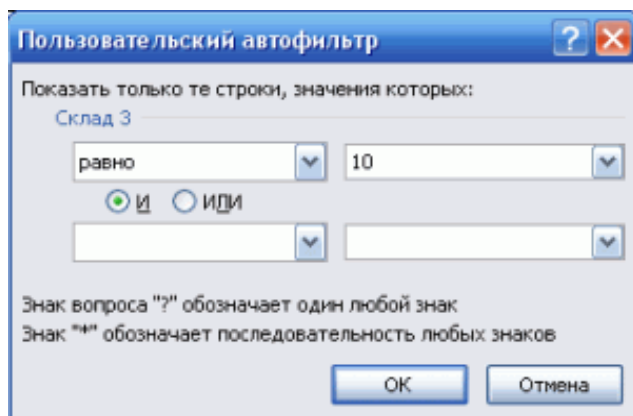 Пользовательский автофильтр
Показать только те строки, значения которых:
Склад 3
равно 10
И ИЛИ
Знак вопроса "?" обозначает один любой знак
Знак "*" обозначает последовательность любых знаков
ОК Отмена